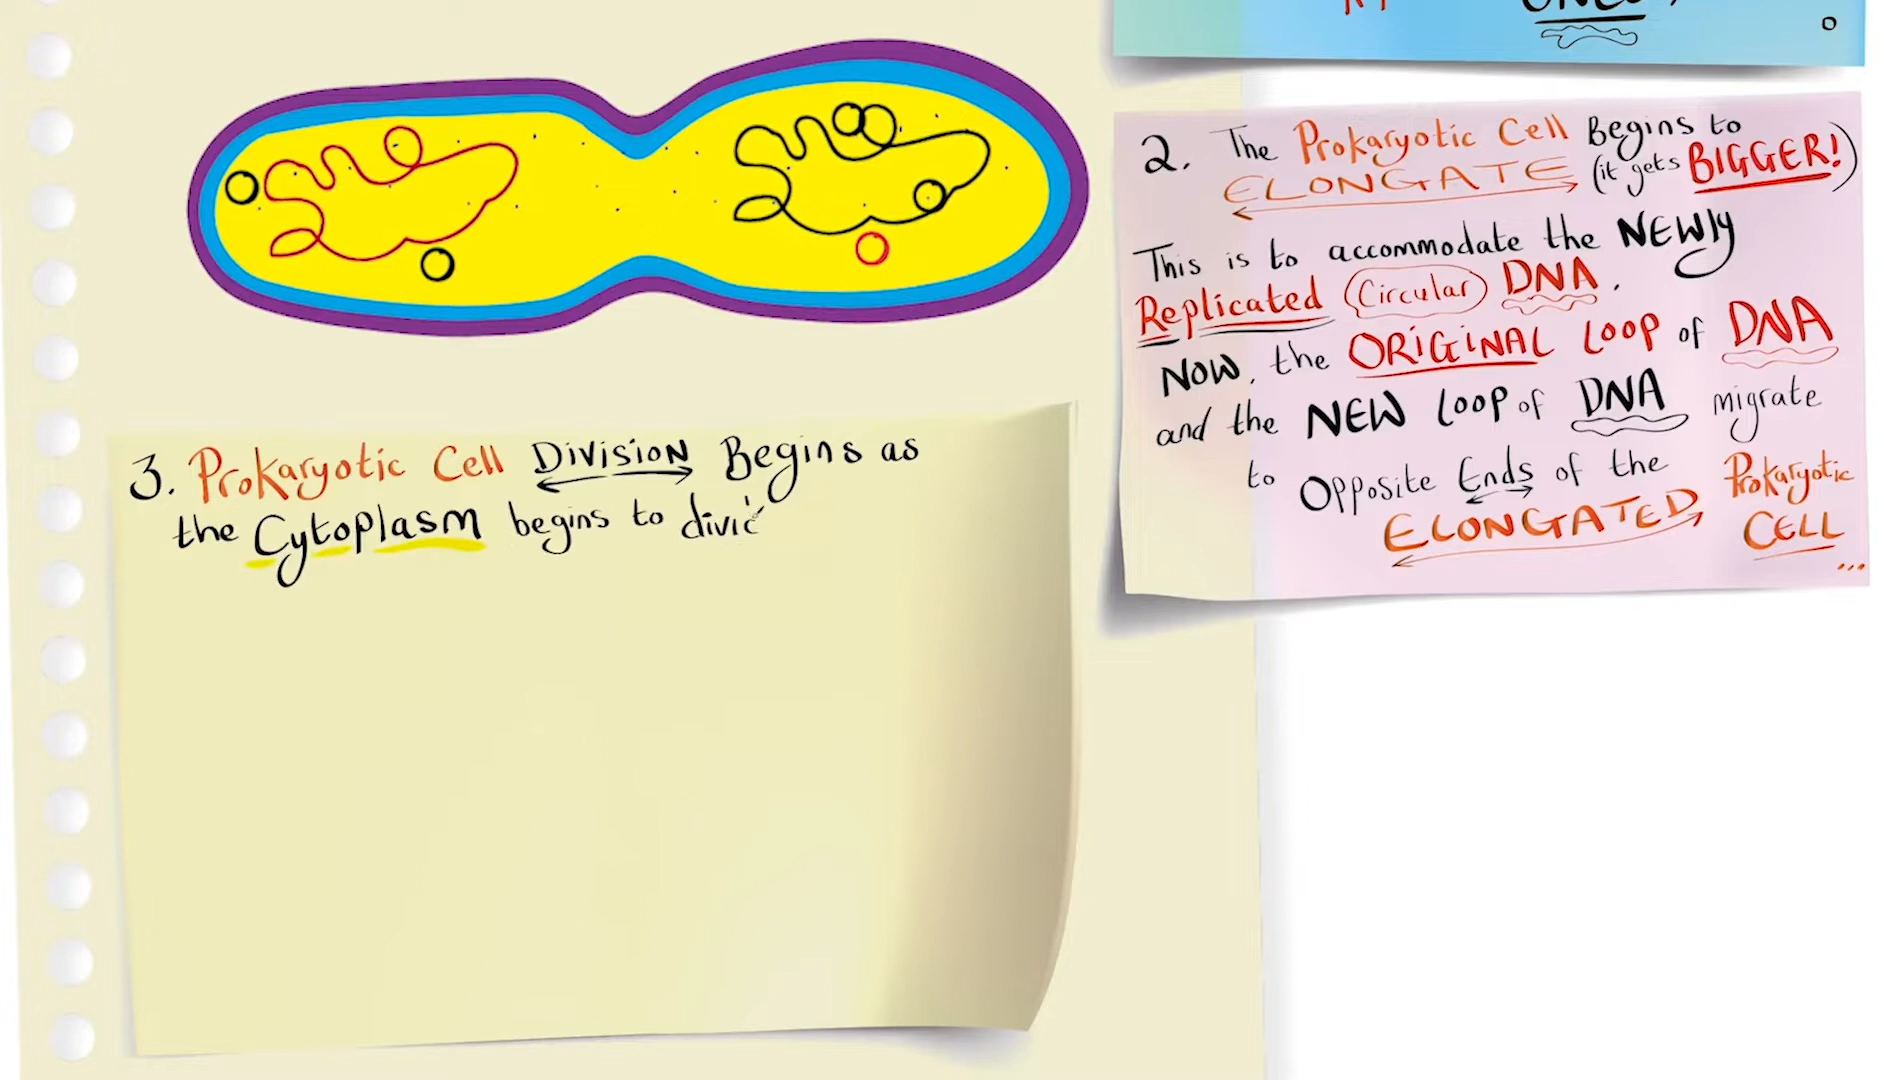 2. The Prokaryotic Cell Begins to
ELONGATE (it gets BIGGER!)
This is to accommodate the NEWly
Replicated (Circular) DNA.
NOW, the ORIGINAL LOOP of DNA
and the NEW LOOP of DNA migrate
to Opposite Ends of the Prokaryotic
ELONGATED CELL
...
3. Prokaryotic Cell Division Begins as
the Cytoplasm begins to divi